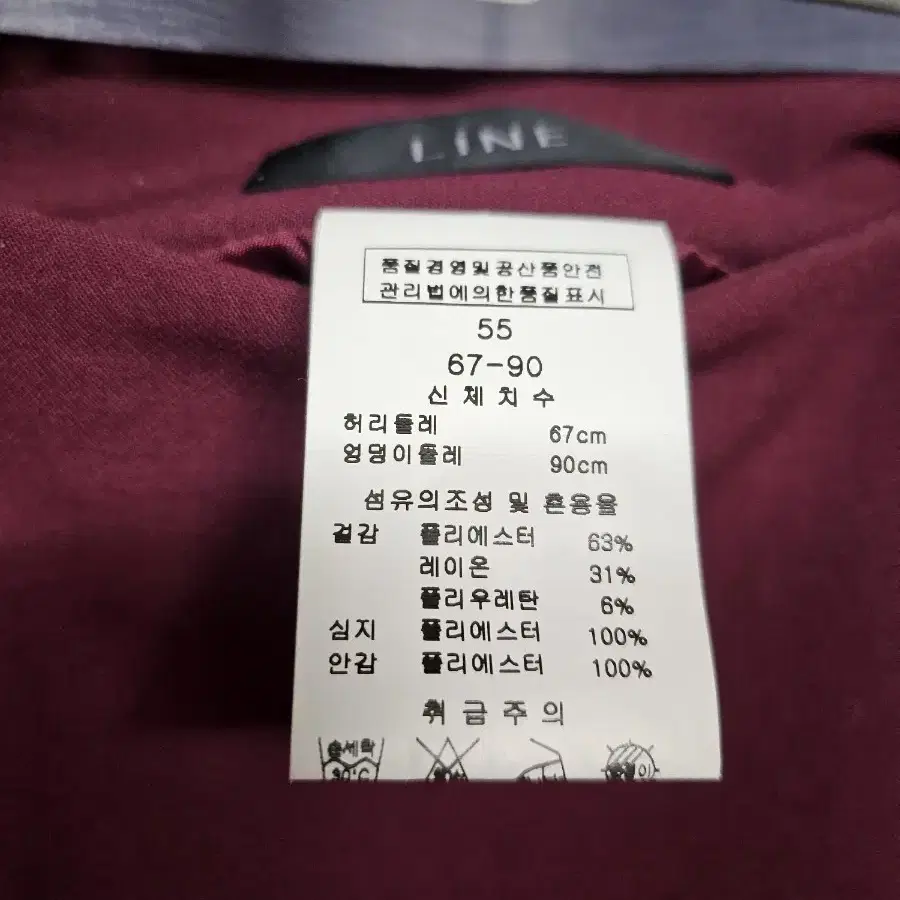 LINE
품질경영및공산품안전
관리법에의한품질표시
55
67-90
신 체 치 수
허리둘레 67cm
엉덩이둘레 90cm
섬유의조성 및 혼용율
겉감 폴리에스터 63%
레이온 31%
폴리우레탄 6%
심지 폴리에스터 100%
안감 폴리에스터 100%
취 급 주 의
손세탁
30℃